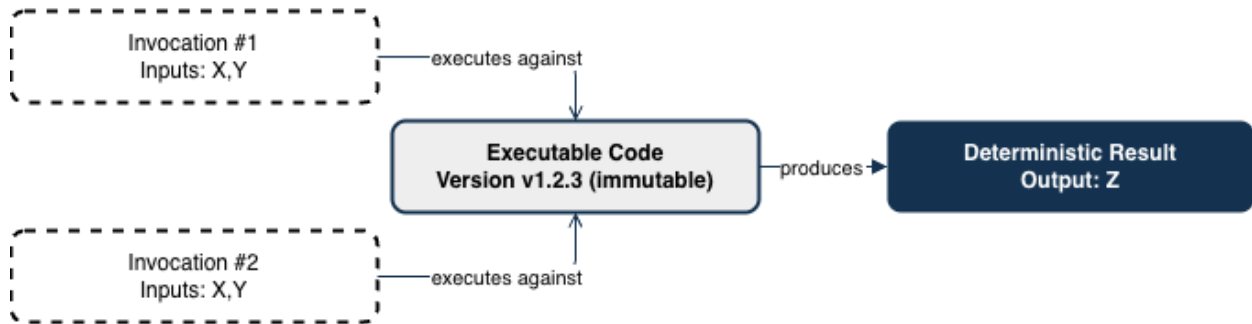 Invocation #1
Inputs: X,Y
executes against
Executable Code
Version v1.2.3 (immutable)
produces
Deterministic Result
Output: Z
Invocation #2
Inputs: X,Y
executes against